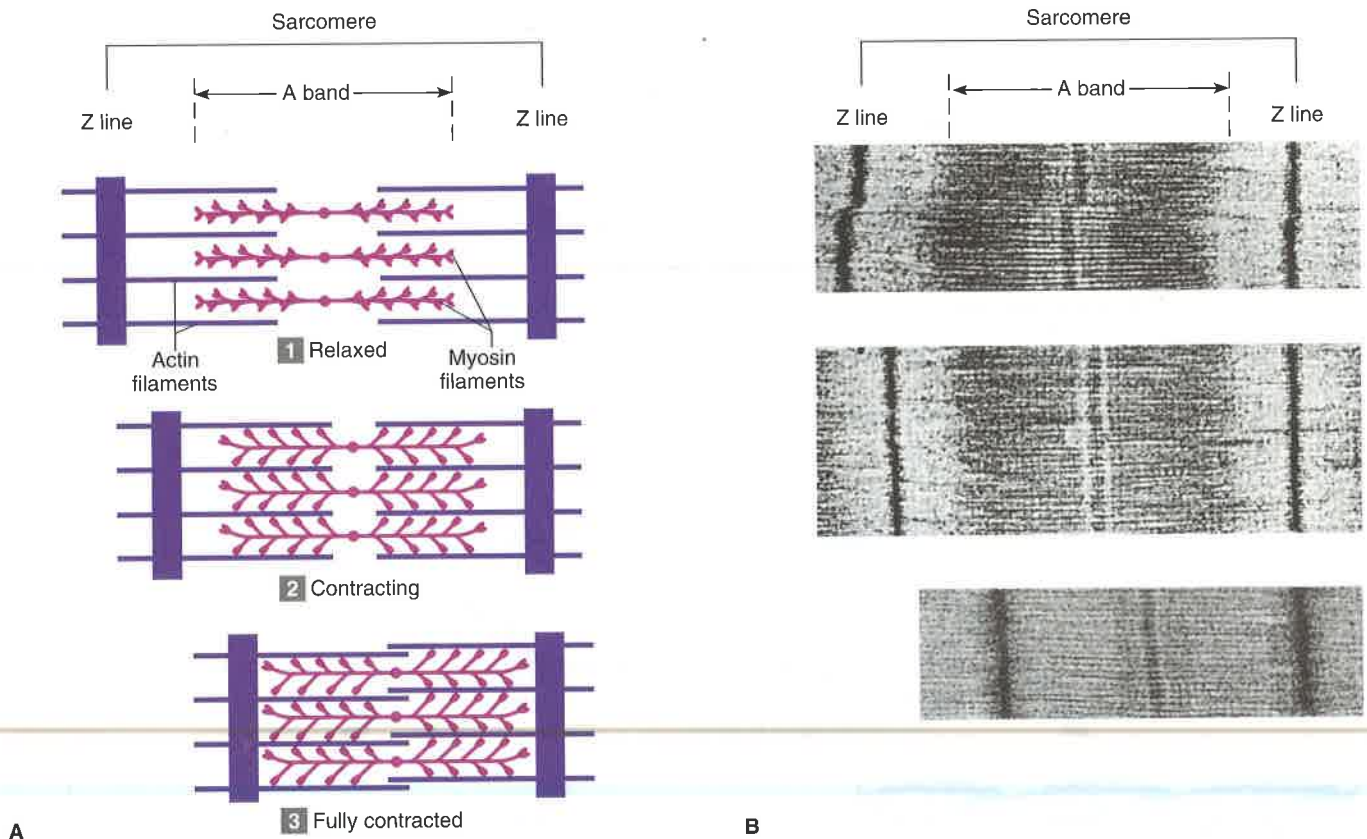 Sarcomere
A band
Z line
Z line
Actin
filaments
1 Relaxed
Myosin
filaments
2 Contracting
3 Fully contracted
A
Sarcomere
A band
Z line
Z line
B